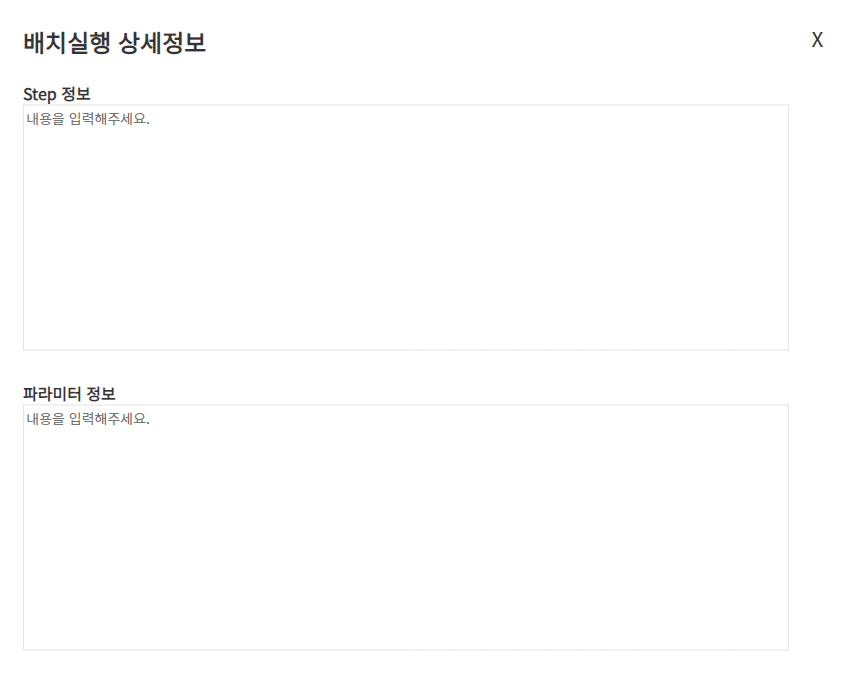 배치실행 상세정보
X
Step 정보
내용을 입력해주세요.
파라미터 정보
내용을 입력해주세요.